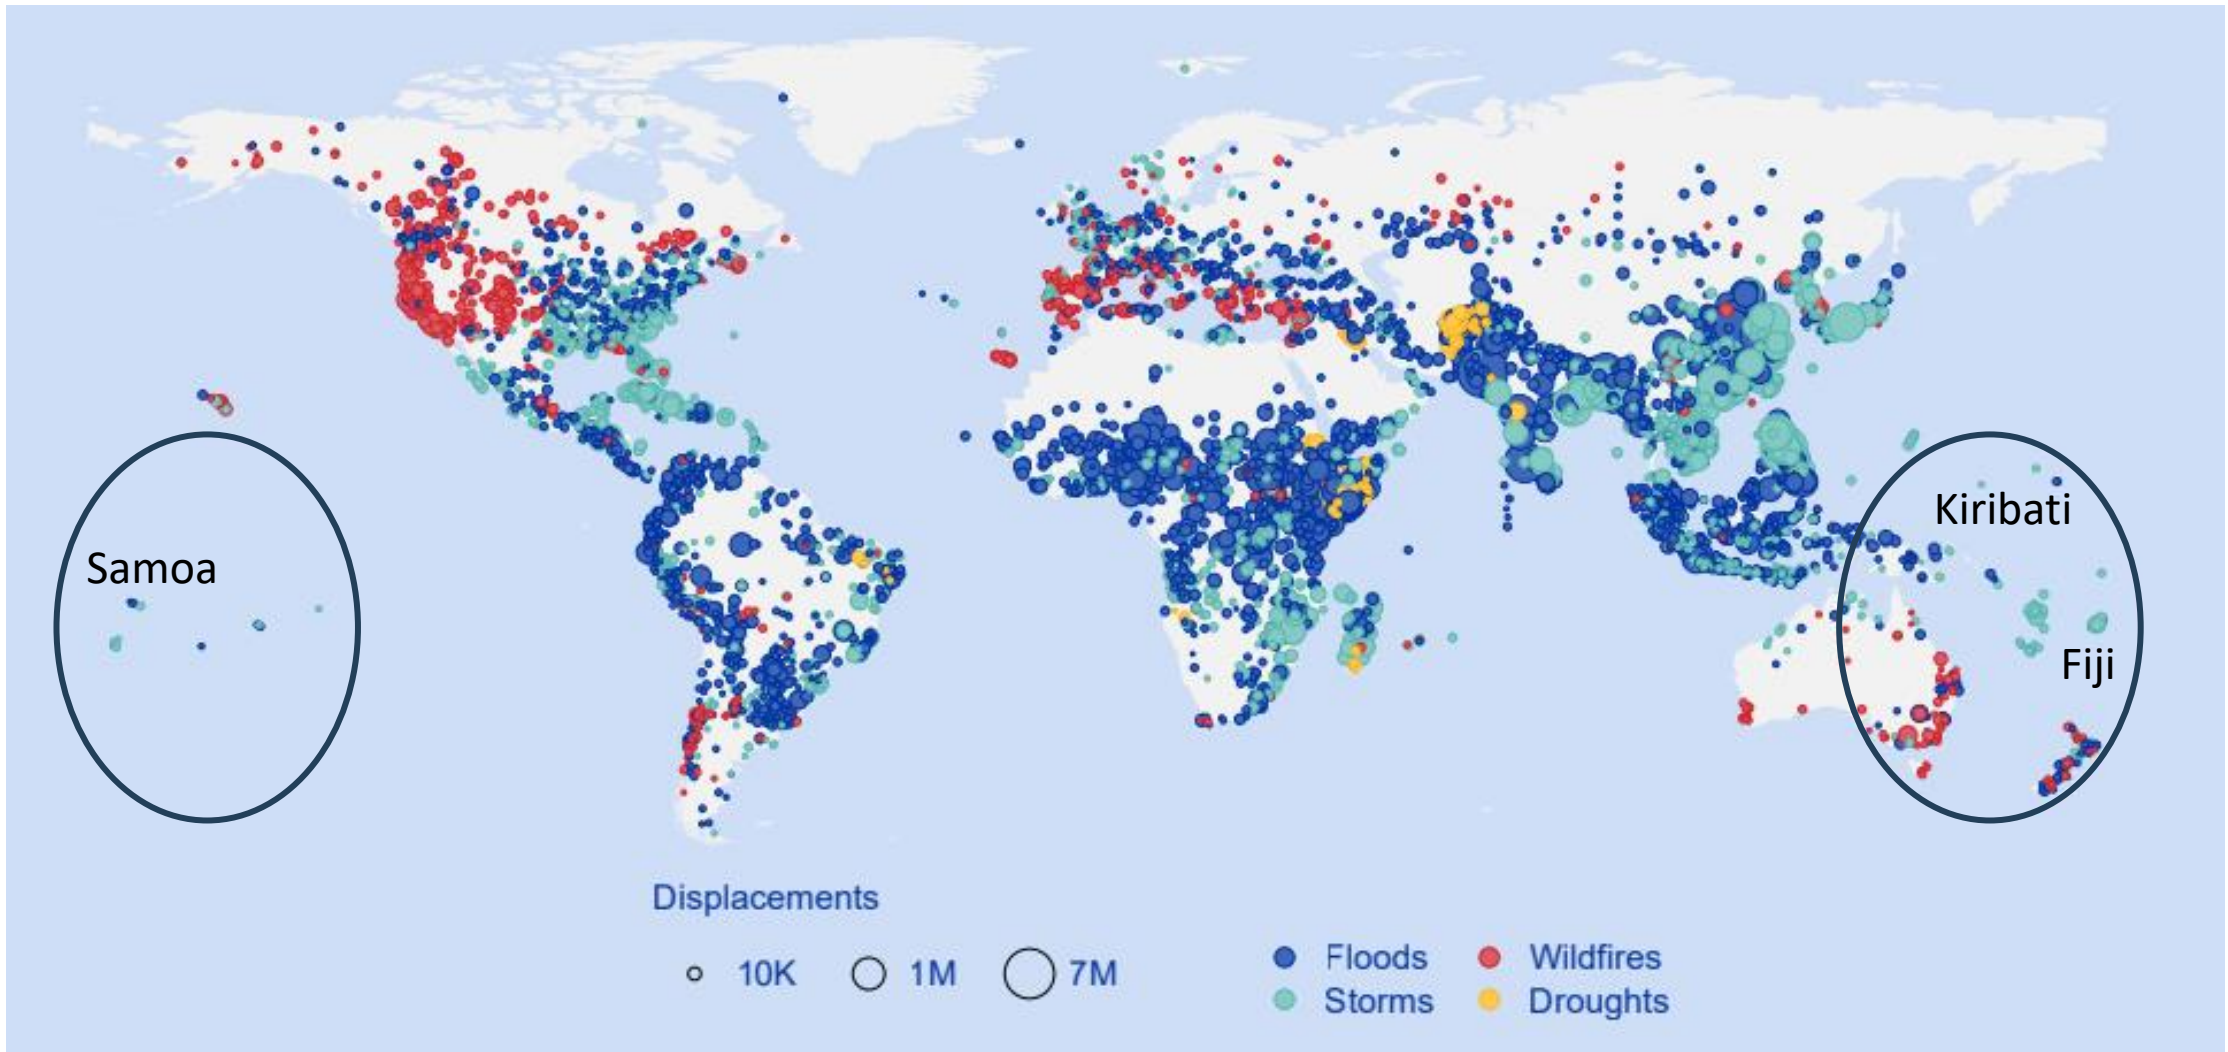 Kiribati
Samoa
Fiji
Displacements
10K 1M 7M
Floods Wildfires
Storms Droughts